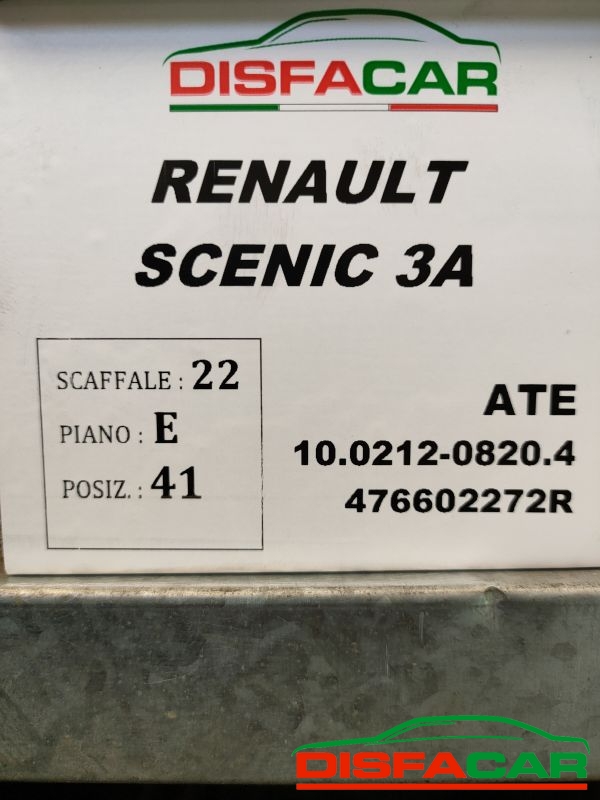 DISFACAR
RENAULT
SCENIC 3A
SCAFFALE : 22
PIANO : E
POSIZ. : 41
ATE
10.0212-0820.4
476602272R
DISFACAR